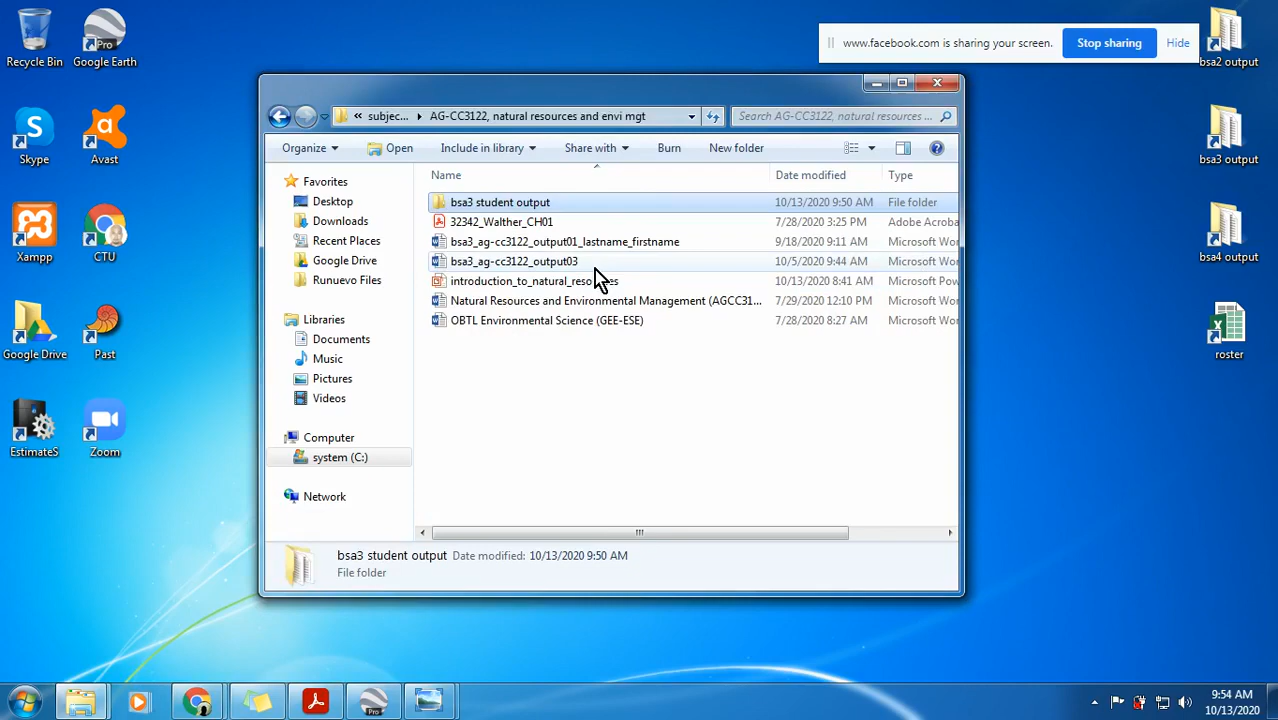 Recycle Bin
Google Earth
Pro
Skype
Avast
Xampp
CTU
Google Drive
Past
EstimateS
Zoom
www.facebook.com is sharing your screen.
Stop sharing
Hide
bsa2 output
bsa3 output
bsa4 output
roster
« subjec... AG-CC3122, natural resources and envi mgt
Search AG-CC3122, natural resources ...
Organize
Open
Include in library
Share with
Burn
New folder
Favorites
Desktop
Downloads
Recent Places
Google Drive
Runuevo Files
Libraries
Documents
Music
Pictures
Videos
Computer
system (C:)
Network
Name Date modified Type
bsa3 student output 10/13/2020 9:50 AM File folder
32342_Walther_CH01 7/28/2020 3:25 PM Adobe Acroba
bsa3_ag-cc3122_output01_lastname_firstname 9/18/2020 9:11 AM Microsoft Wor
bsa3_ag-cc3122_output03 10/5/2020 9:44 AM Microsoft Wor
introduction_to_natural_resources 10/13/2020 8:41 AM Microsoft Pow
Natural Resources and Environmental Management (AGCC31... 7/29/2020 12:10 PM Microsoft Wor
OBTL Environmental Science (GEE-ESE) 7/28/2020 8:27 AM Microsoft Wor
bsa3 student output Date modified: 10/13/2020 9:50 AM
File folder
Pro
9:54 AM
10/13/2020